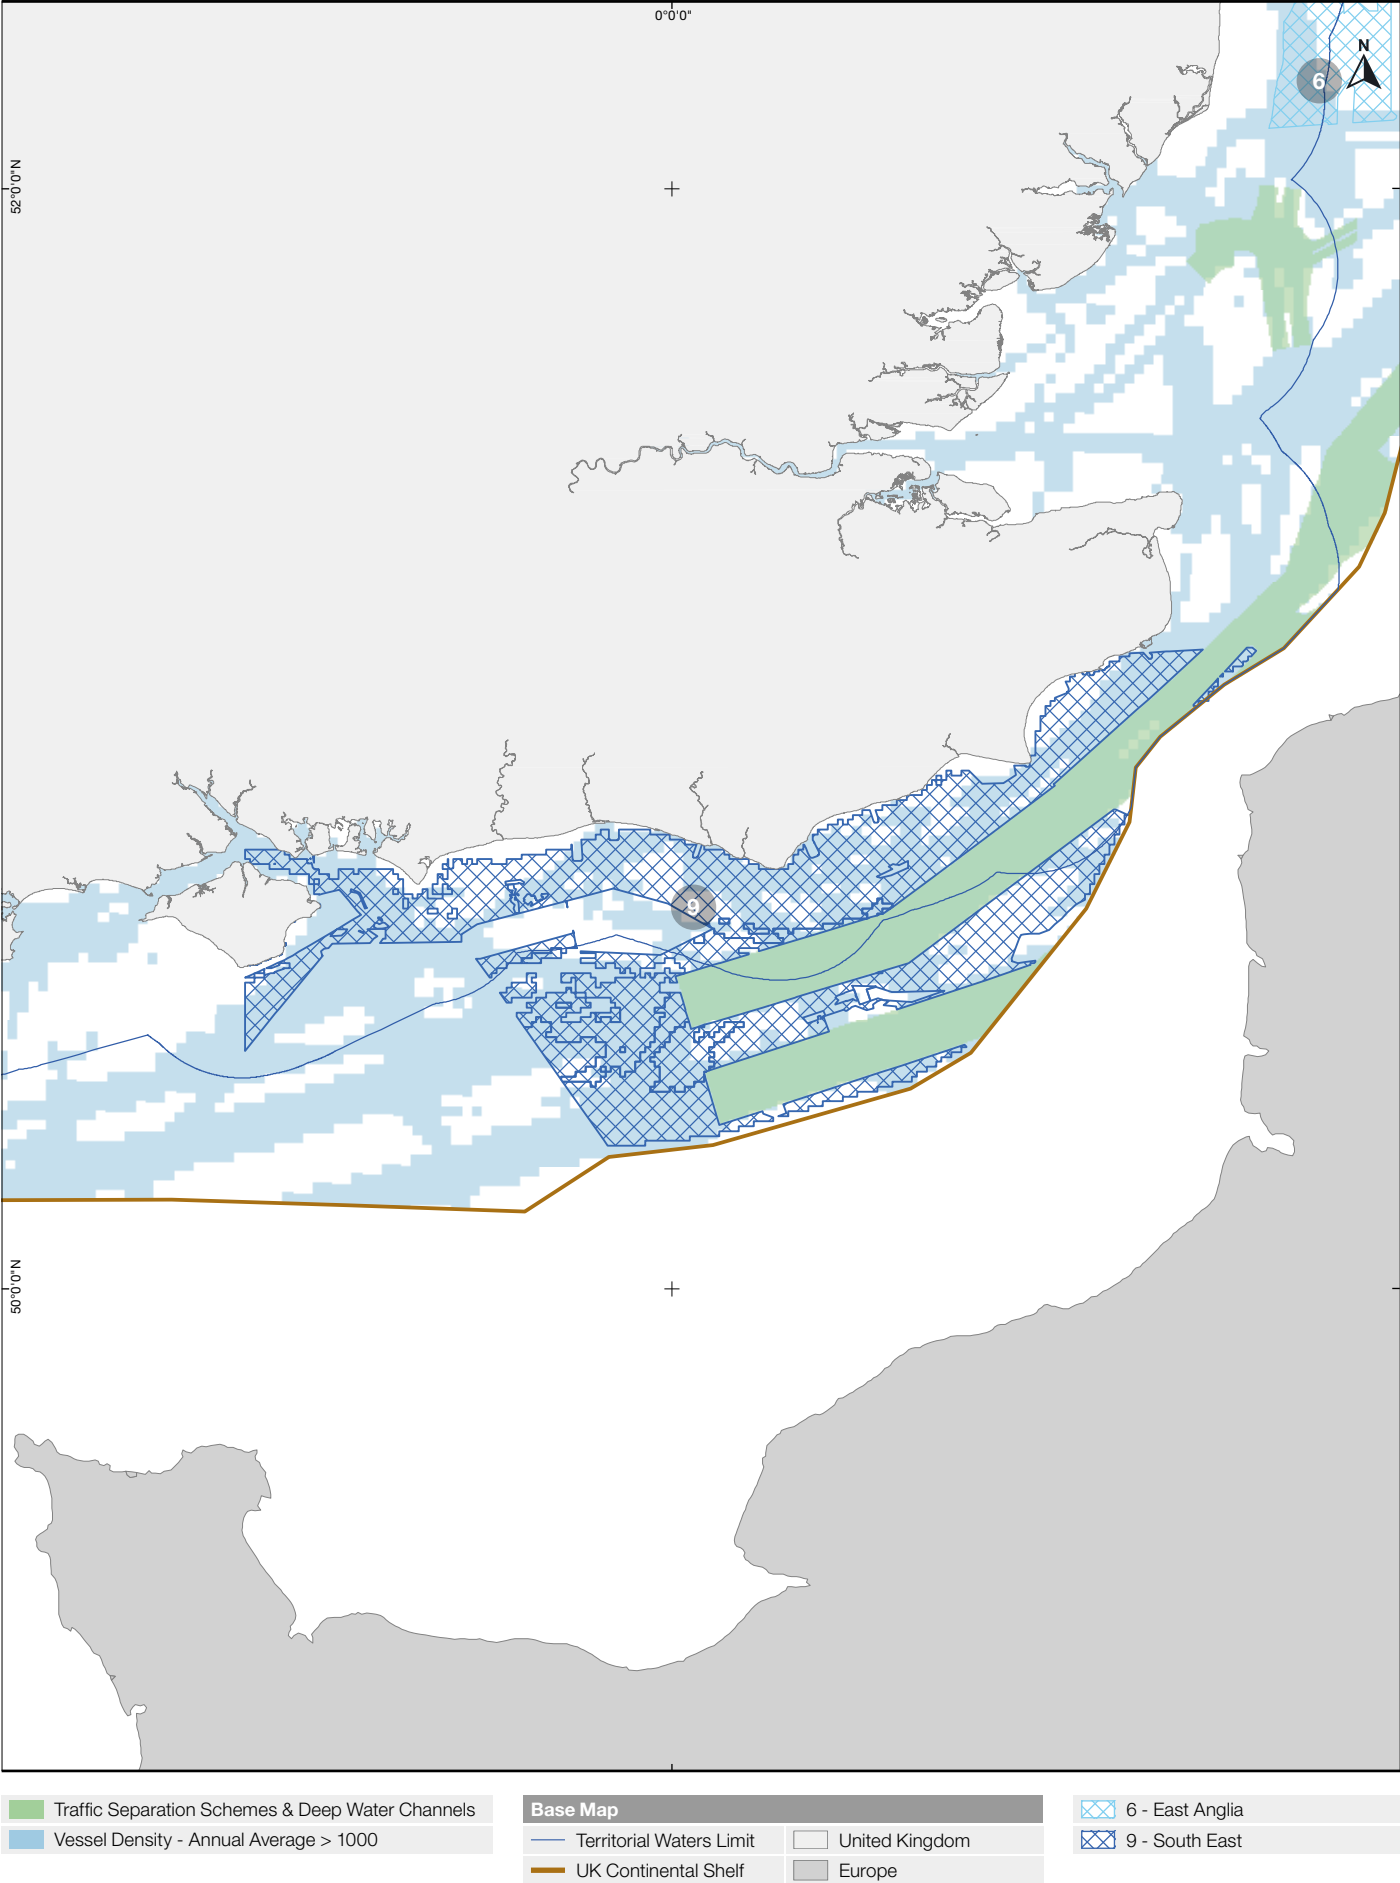 0°0'0"
N
6
52°0'0"N
9
50°0'0"N
Traffic Separation Schemes & Deep Water Channels
Vessel Density - Annual Average > 1000
Base Map
Territorial Waters Limit
United Kingdom
UK Continental Shelf
Europe
6 - East Anglia
9 - South East